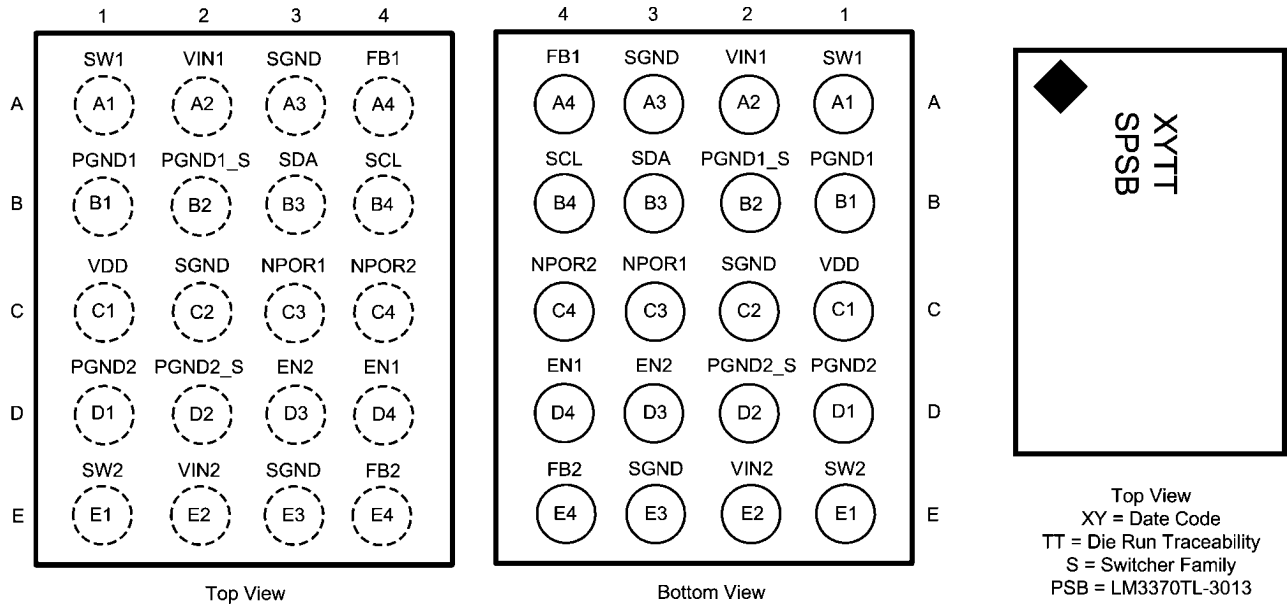 1 2 3 4
SW1 VIN1 SGND FB1
A A1 A2 A3 A4
PGND1 PGND1_S SDA SCL
B B1 B2 B3 B4
VDD SGND NPOR1 NPOR2
C C1 C2 C3 C4
PGND2 PGND2_S EN2 EN1
D D1 D2 D3 D4
SW2 VIN2 SGND FB2
E E1 E2 E3 E4
Top View
4 3 2 1
FB1 SGND VIN1 SW1
A4 A3 A2 A1 A
SCL SDA PGND1_S PGND1
B4 B3 B2 B1 B
NPOR2 NPOR1 SGND VDD
C4 C3 C2 C1 C
EN1 EN2 PGND2_S PGND2
D4 D3 D2 D1 D
FB2 SGND VIN2 SW2
E4 E3 E2 E1 E
Bottom View
XYTT
SPSB
Top View
XY = Date Code
TT = Die Run Traceability
S = Switcher Family
PSB = LM3370TL-3013